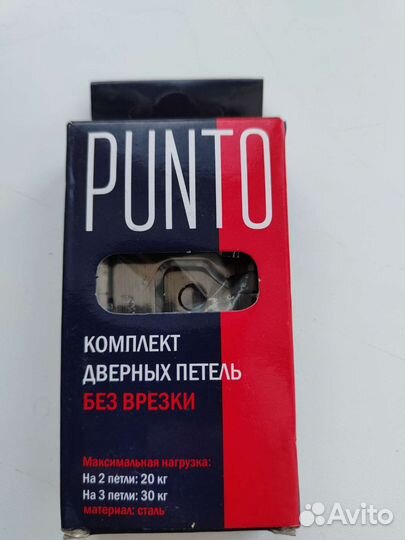 PUNTO
КОМПЛЕКТ
ДВЕРНЫХ ПЕТЕЛЬ
БЕЗ ВРЕЗКИ
Максимальная нагрузка:
На 2 петли: 20 кг
На 3 петли: 30 кг
материал: сталь
Avito